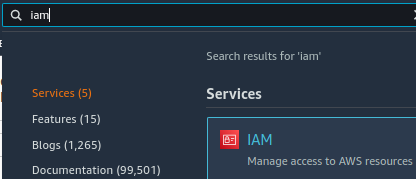 iam
Search results for 'iam'
Services (5)
Features (15)
Blogs (1,265)
Documentation (99,501)
Services
IAM
Manage access to AWS resources